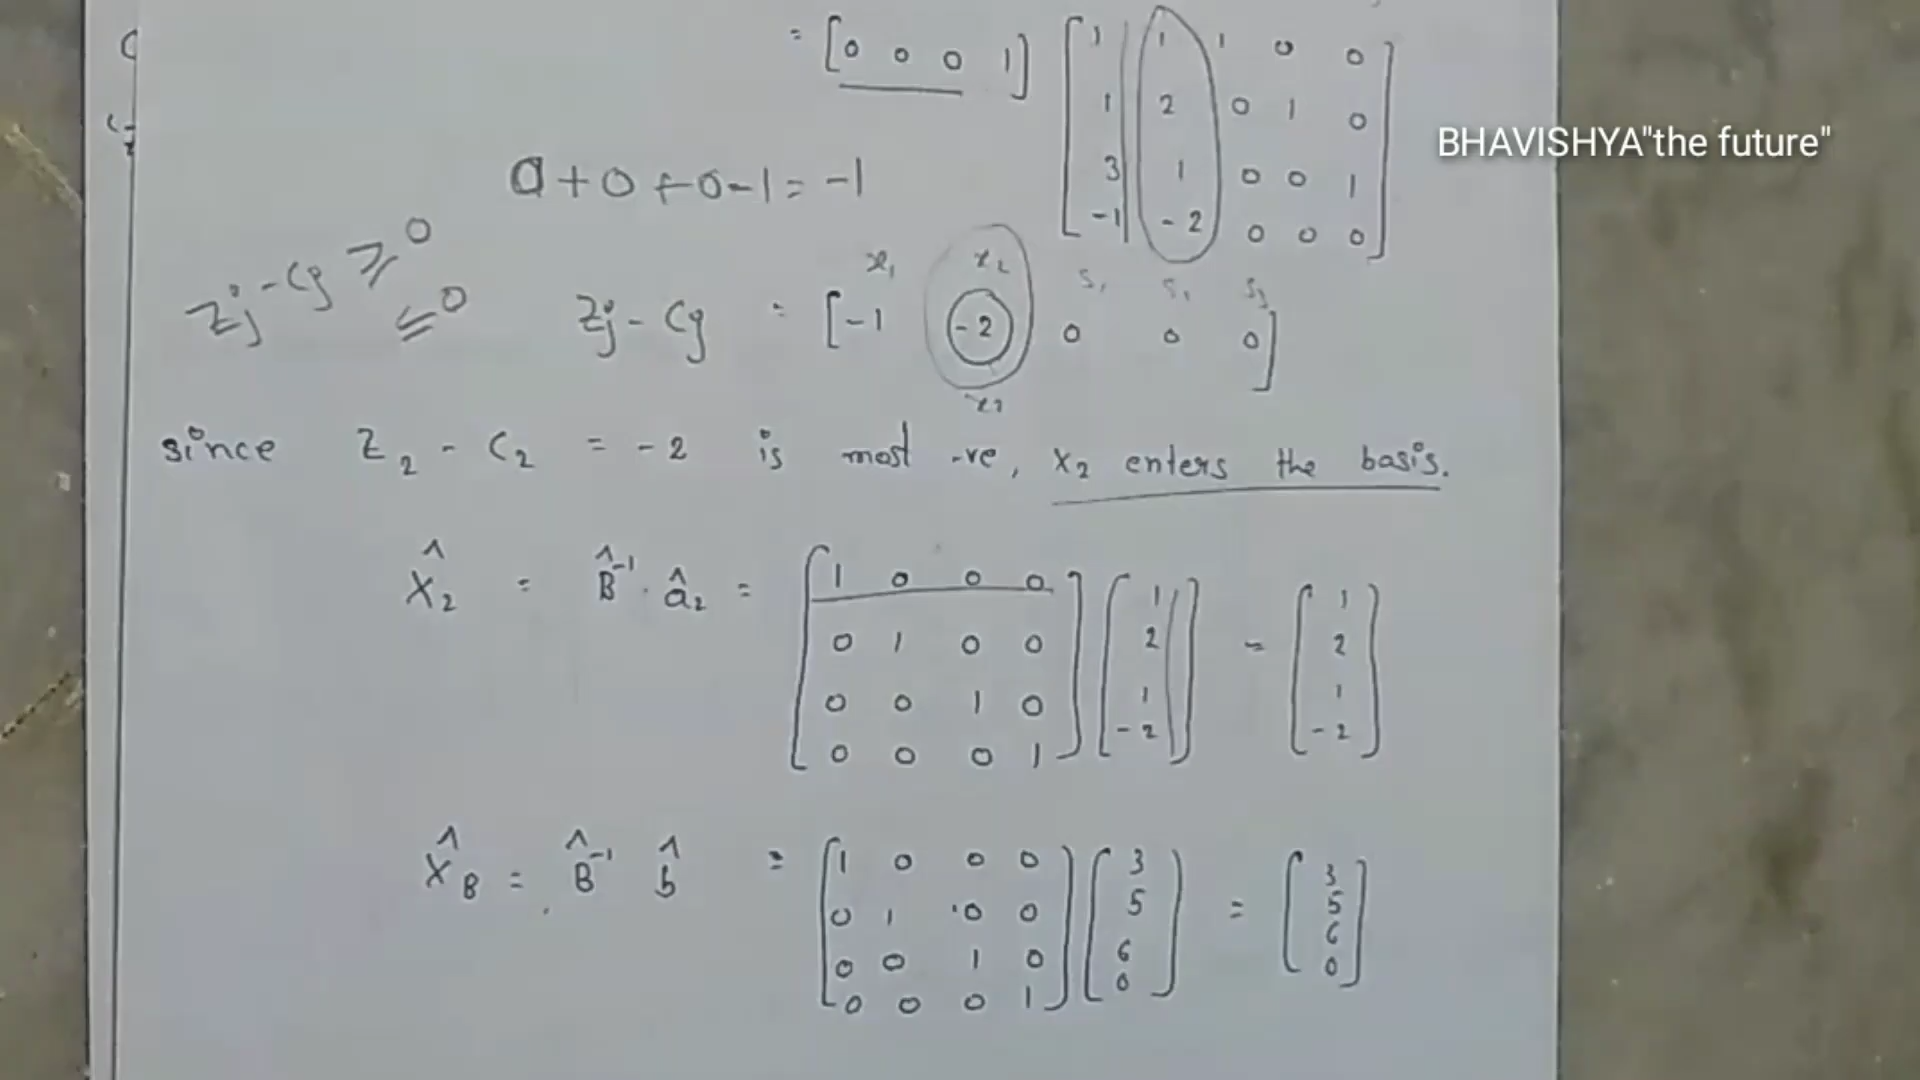 = [0 0 0 1] [1 1 1 0 0
1 2 0 1 0
3 1 0 0 1
-1 -2 0 0 0]
BHAVISHYA"the future"
0+0+0-1=-1
Zj-Cj ≥0
≤0
x1 x2 s1 s1 s3
Zj-Cj = [-1 -2 0 0 0]
x2
since Z2 - C2 = -2 is most -ve, x2 enters the basis.
X̂2 = B̂⁻¹ . â2 = [1 0 0 0
0 1 0 0
0 0 1 0
0 0 0 1] [1
2
1
-2] = [1
2
1
-2]
X̂B = B̂⁻¹ b̂ = [1 0 0 0
0 1 0 0
0 0 1 0
0 0 0 1] [3
5
6
0] = [3
5
6
0]